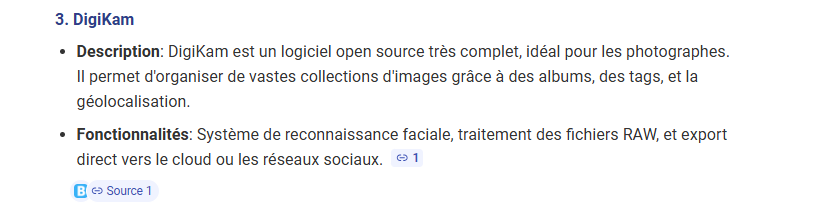 3. DigiKam
• Description: DigiKam est un logiciel open source très complet, idéal pour les photographes.
Il permet d'organiser de vastes collections d'images grâce à des albums, des tags, et la
géolocalisation.
• Fonctionnalités: Système de reconnaissance faciale, traitement des fichiers RAW, et export
direct vers le cloud ou les réseaux sociaux. 1
B Source 1